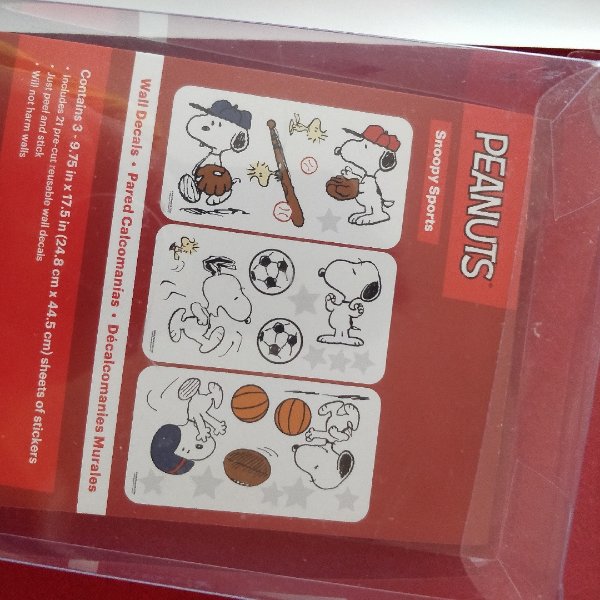 PEANUTS
Snoopy Sports
Wall Decals • Pared Calcomanías • Décalcomanies Murales
Contains 3 - 9.75 in x 17.5 in (24.8 cm x 44.5 cm) sheets of stickers
• Includes 21 pre-cut reusable wall decals
• Just peel and stick
• Will not harm walls